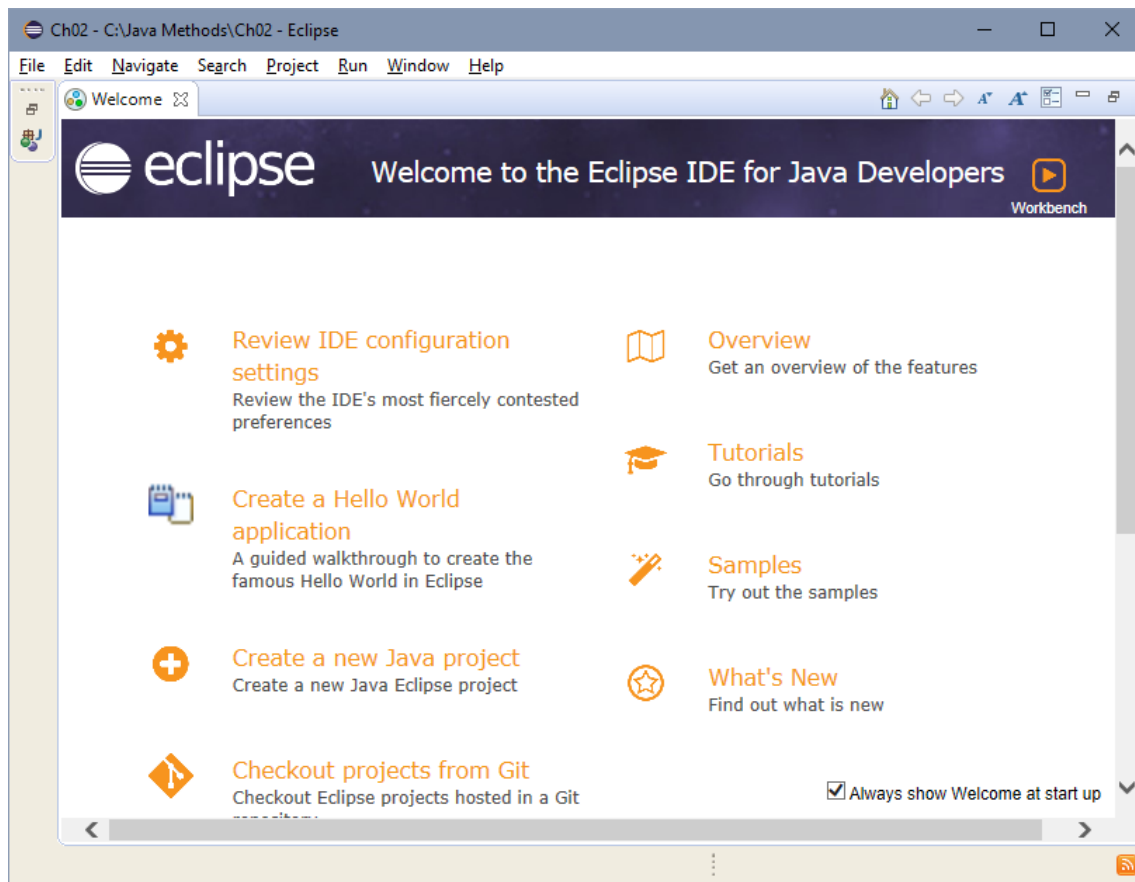 Ch02 - C:\Java Methods\Ch02 - Eclipse
File Edit Navigate Search Project Run Window Help
Welcome
eclipse
Welcome to the Eclipse IDE for Java Developers
Workbench
Review IDE configuration
settings
Review the IDE's most fiercely contested
preferences
Create a Hello World
application
A guided walkthrough to create the
famous Hello World in Eclipse
Create a new Java project
Create a new Java Eclipse project
Checkout projects from Git
Checkout Eclipse projects hosted in a Git
Overview
Get an overview of the features
Tutorials
Go through tutorials
Samples
Try out the samples
What's New
Find out what is new
Always show Welcome at start up